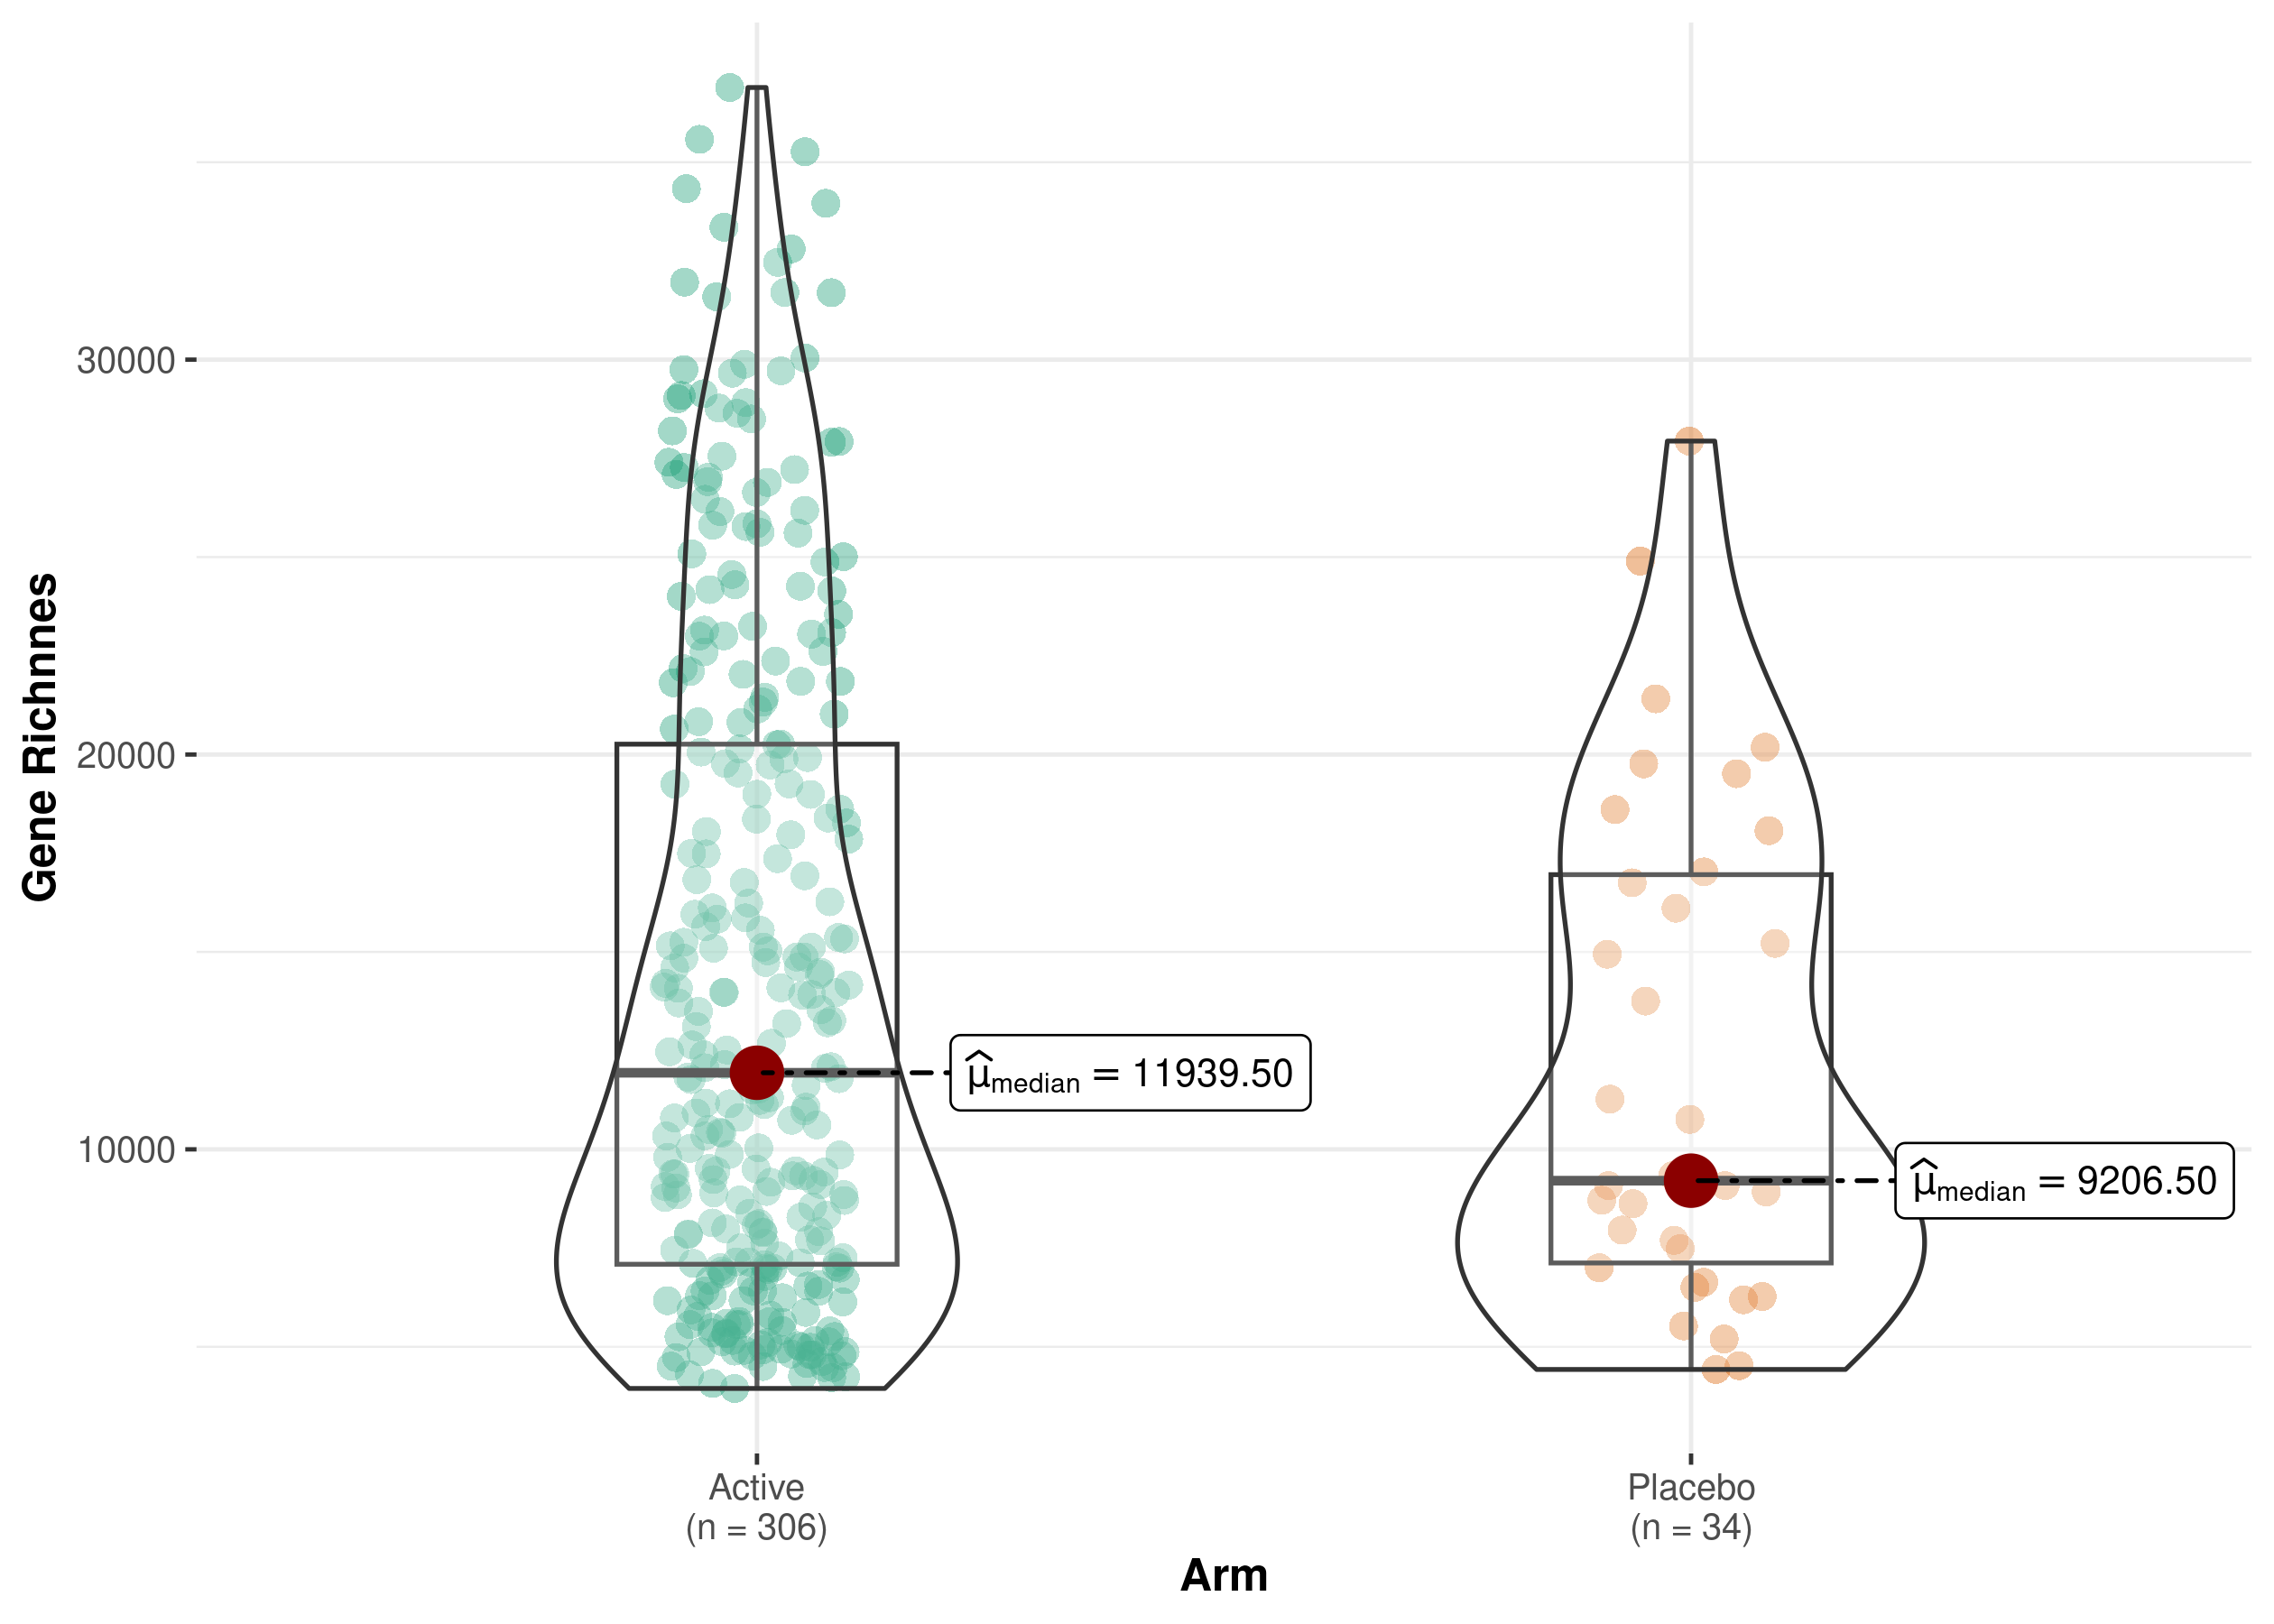 Gene Richnnes
30000
20000
10000
μ̂median = 11939.50
μ̂median = 9206.50
Active
(n = 306)
Placebo
(n = 34)
Arm